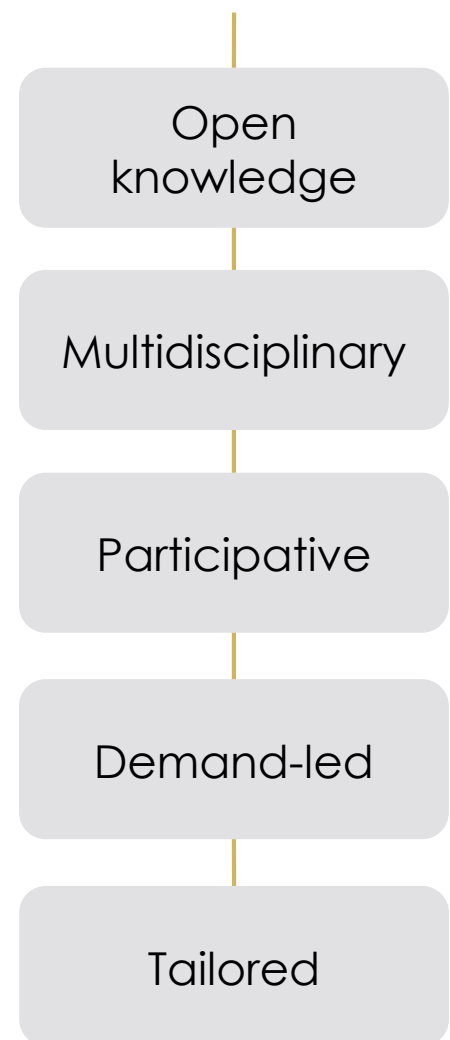 Open
knowledge
Multidisciplinary
Participative
Demand-led
Tailored